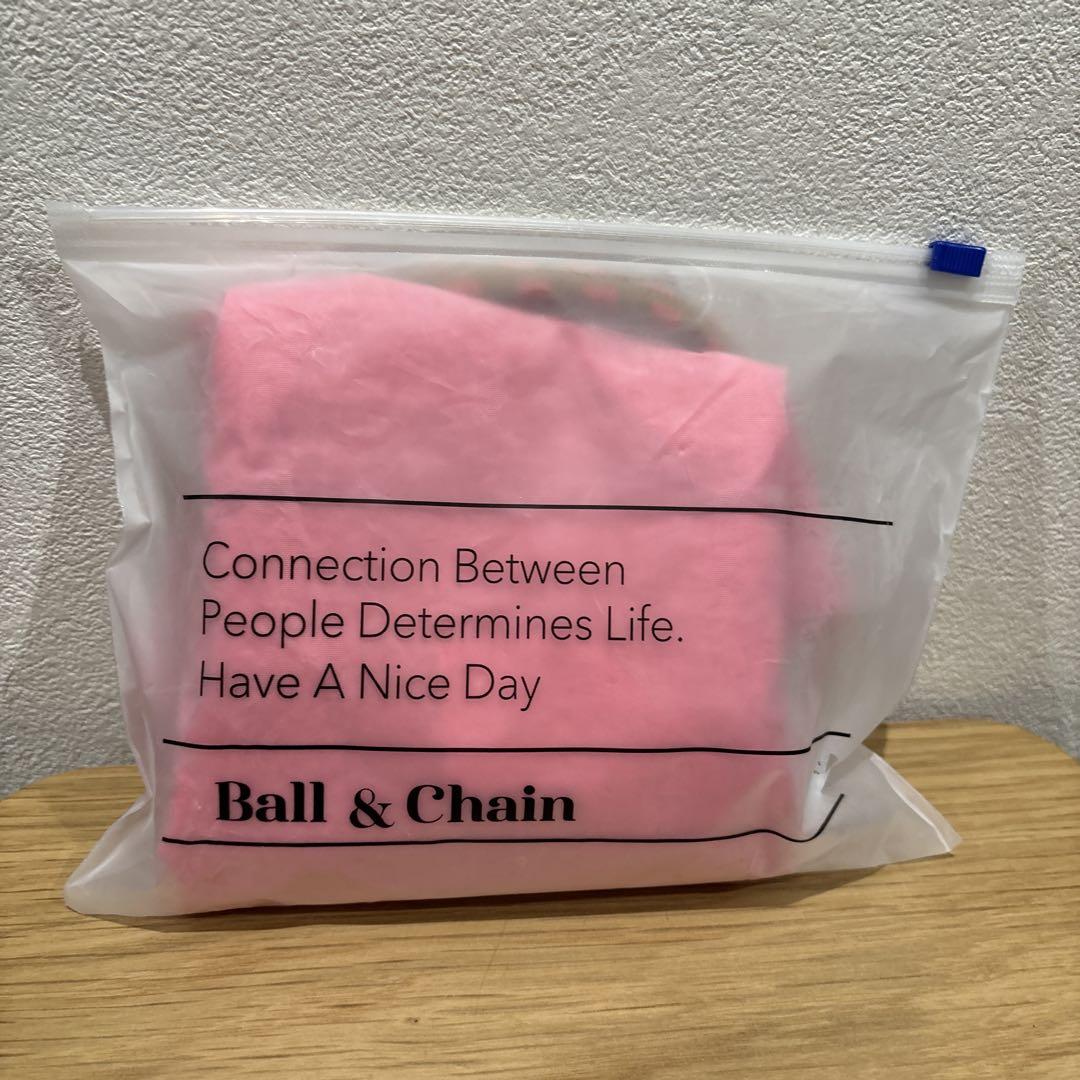 Connection Between
People Determines Life.
Have A Nice Day
Ball & Chain